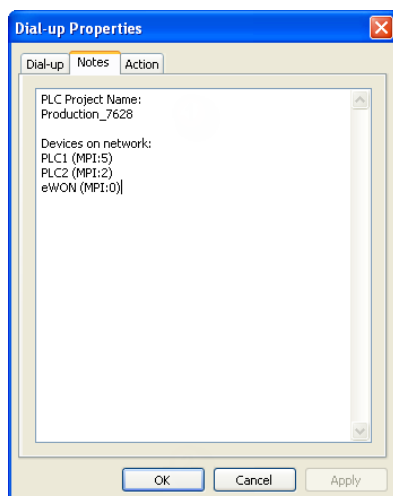 Dial-up Properties
Dial-up Notes Action
PLC Project Name:
Production_7628
Devices on network:
PLC1 (MPI:5)
PLC2 (MPI:2)
eWON (MPI:0)
OK Cancel Apply